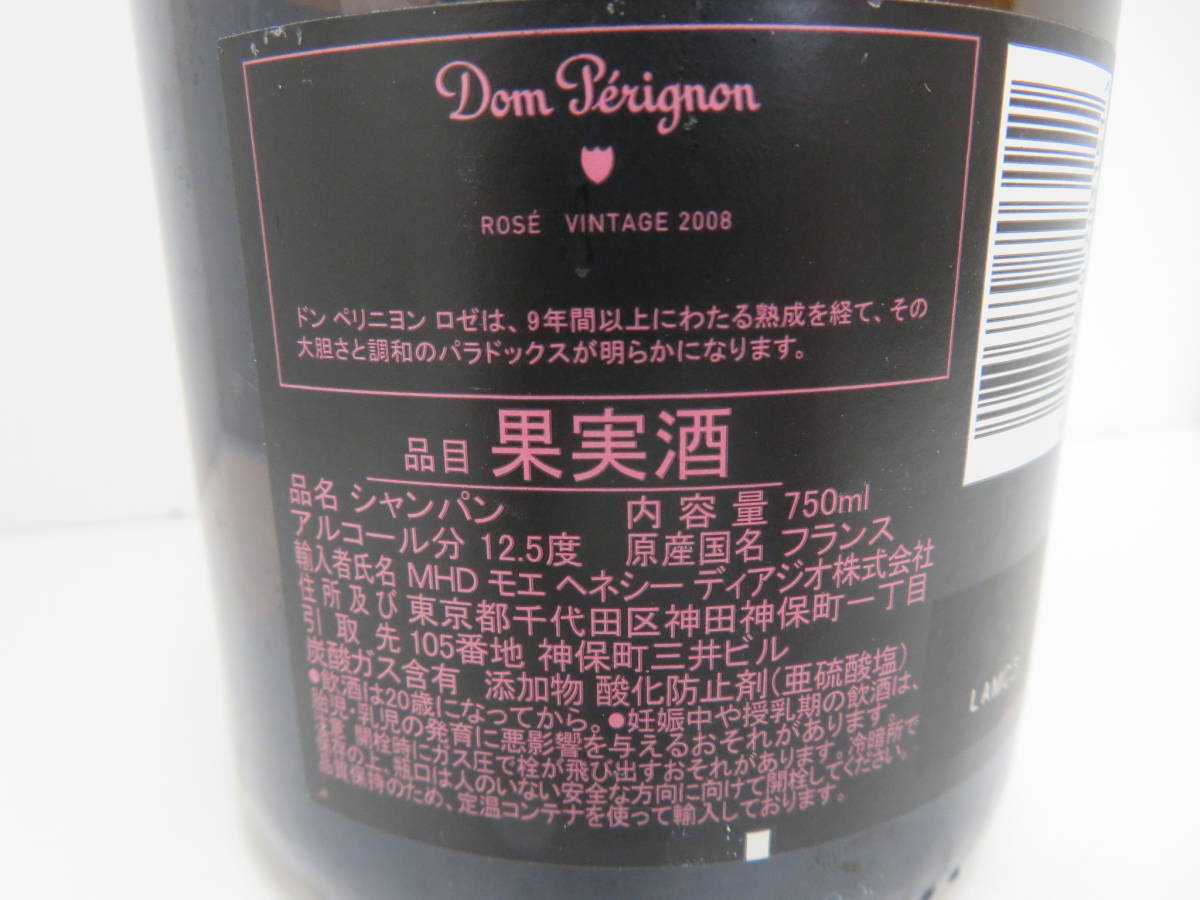 Dom Pérignon
ROSÉ VINTAGE 2008
ドン ペリニヨン ロゼは、9年間以上にわたる熟成を経て、その
大胆さと調和のパラドックスが明らかになります。
品目 果実酒
品名 シャンパン 内容量 750ml
アルコール分 12.5度 原産国名 フランス
輸入者氏名 MHD モエ ヘネシー ディアジオ株式会社
住所及び 東京都千代田区神田神保町一丁目
引取先 105番地 神保町三井ビル
炭酸ガス含有 添加物 酸化防止剤(亜硫酸塩)
●飲酒は20歳になってから。●妊娠中や授乳期の飲酒は、
胎児・乳児の発育に悪影響を与えるおそれがあります。
注意 開栓時にガス圧で栓が飛び出すおそれがあります。冷暗所で
保存の上、瓶口は人のいない安全な方向に向けて開栓してください。
品質保持のため、定温コンテナを使って輸入しております。